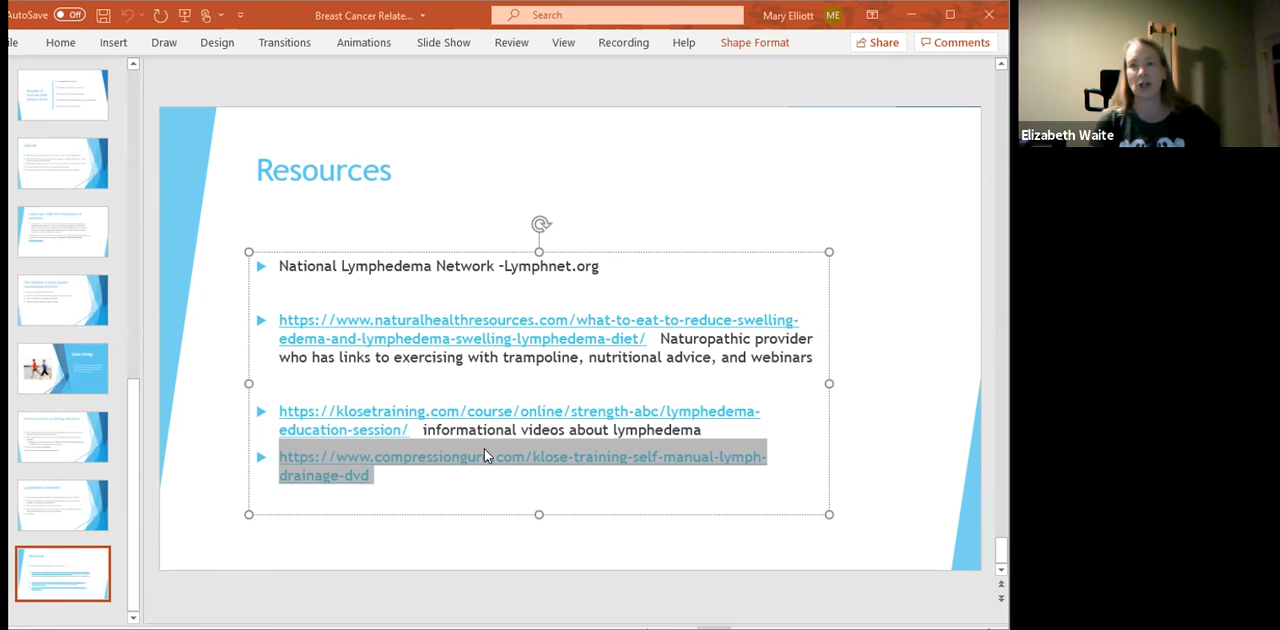 AutoSave Off
Breast Cancer Relate...
Search
Mary Elliott ME
ile Home Insert Draw Design Transitions Animations Slide Show Review View Recording Help Shape Format Share Comments
Elizabeth Waite
Resources
National Lymphedema Network -Lymphnet.org
https://www.naturalhealthresources.com/what-to-eat-to-reduce-swelling-
edema-and-lymphedema-swelling-lymphedema-diet/ Naturopathic provider
who has links to exercising with trampoline, nutritional advice, and webinars
https://klosetraining.com/course/online/strength-abc/lymphedema-
education-session/ informational videos about lymphedema
https://www.compressionguru.com/klose-training-self-manual-lymph-
drainage-dvd